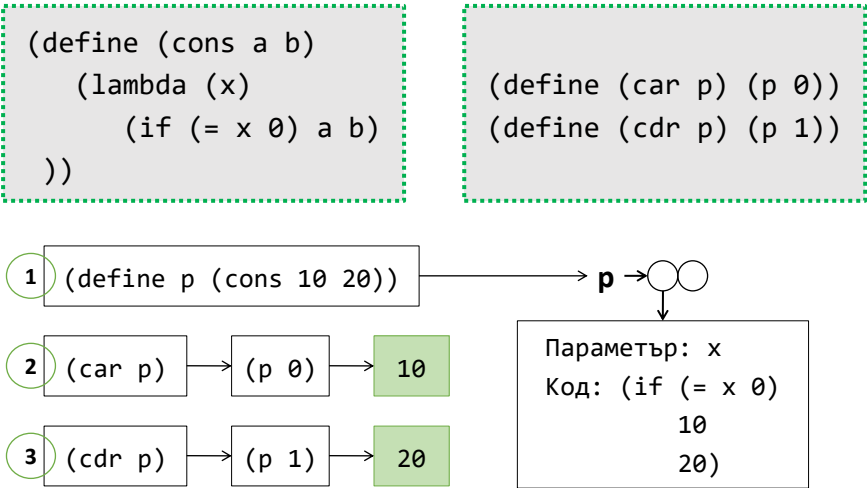 (define (cons a b)
(lambda (x)
(if (= x 0) a b)
))
(define (car p) (p 0))
(define (cdr p) (p 1))
1 (define p (cons 10 20)) p
2 (car p) (p 0) 10
3 (cdr p) (p 1) 20
Параметър: x
Код: (if (= x 0)
10
20)